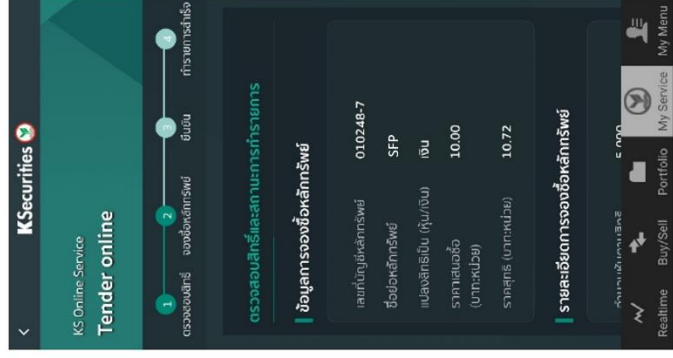 KSecurities
KS Online Service
Tender online
1 2 3 4
ตรวจสอบสิทธิ์ จองซื้อหลักทรัพย์ ยืนยัน ทำรายการสำเร็จ
ตรวจสอบสิทธิ์และสถานะการทำรายการ
ข้อมูลการจองซื้อหลักทรัพย์
เลขที่บัญชีหลักทรัพย์ 010248-7
ชื่อย่อหลักทรัพย์ SFP
แปลงสิทธิเป็น (หุ้น/เงิน) เงิน
ราคาเสนอซื้อ 10.00
(บาท:หน่วย)
ราคาสุทธิ (บาท:หน่วย) 10.72
รายละเอียดการจองซื้อหลักทรัพย์
Realtime Buy/Sell Portfolio My Service My Menu